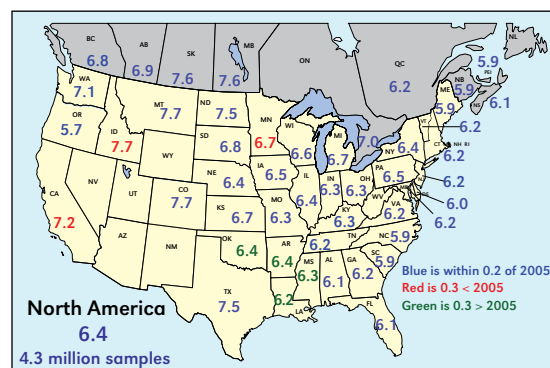 BC
6.8
AB
6.9
SK
7.6
MB
7.6
ON
QC
6.2
NL
5.9
PEI
NB
5.9
NS
6.1
WA
7.1
OR
5.7
ID
7.7
MT
7.7
ND
7.5
MN
6.7
WI
6.6
MI
6.7
7.0
ME
5.9
VT
6.2
NY
6.4
CT
NH RI
6.2
SD
6.8
WY
NE
6.4
IA
6.5
IL
6.4
IN
6.3
OH
6.3
PA
6.5
NJ
6.2
6.0
6.2
CA
7.2
NV
UT
CO
7.7
KS
6.7
MO
6.3
KY
6.3
WV
VA
6.2
AZ
NM
OK
6.4
AR
6.4
TN
6.2
NC
5.9
SC
5.9
MS
6.3
AL
6.1
GA
6.2
TX
7.5
LA
6.2
FL
6.1
Blue is within 0.2 of 2005
Red is 0.3 < 2005
Green is 0.3 > 2005
North America
6.4
4.3 million samples